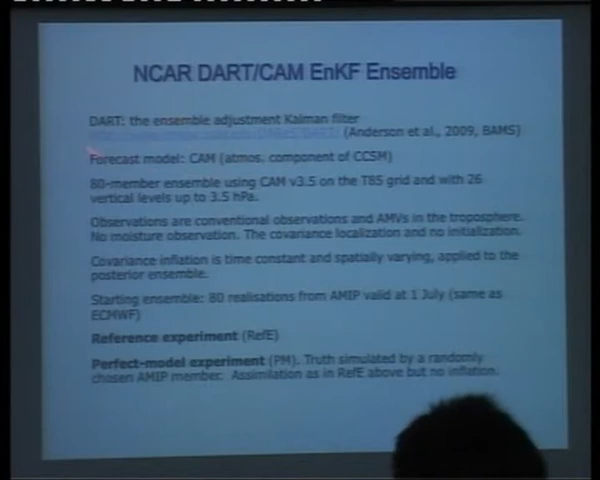 NCAR DART/CAM EnKF Ensemble
DART: the ensemble adjustment Kalman filter
(Anderson et al., 2009, BAMS)
Forecast model: CAM (atmos. component of CCSM)
80-member ensemble using CAM v3.5 on the T85 grid and with 26
vertical levels up to 3.5 hPa.
Observations are conventional observations and AMVs in the troposphere.
No moisture observation. The covariance localization and no initialization.
Covariance inflation is time constant and spatially varying, applied to the
posterior ensemble.
Starting ensemble: 80 realisations from AMIP valid at 1 July (same as
ECMWF)
Reference experiment (RefE)
Perfect-model experiment (PM). Truth simulated by a randomly
chosen AMIP member. Assimilation as in RefE above but no inflation.